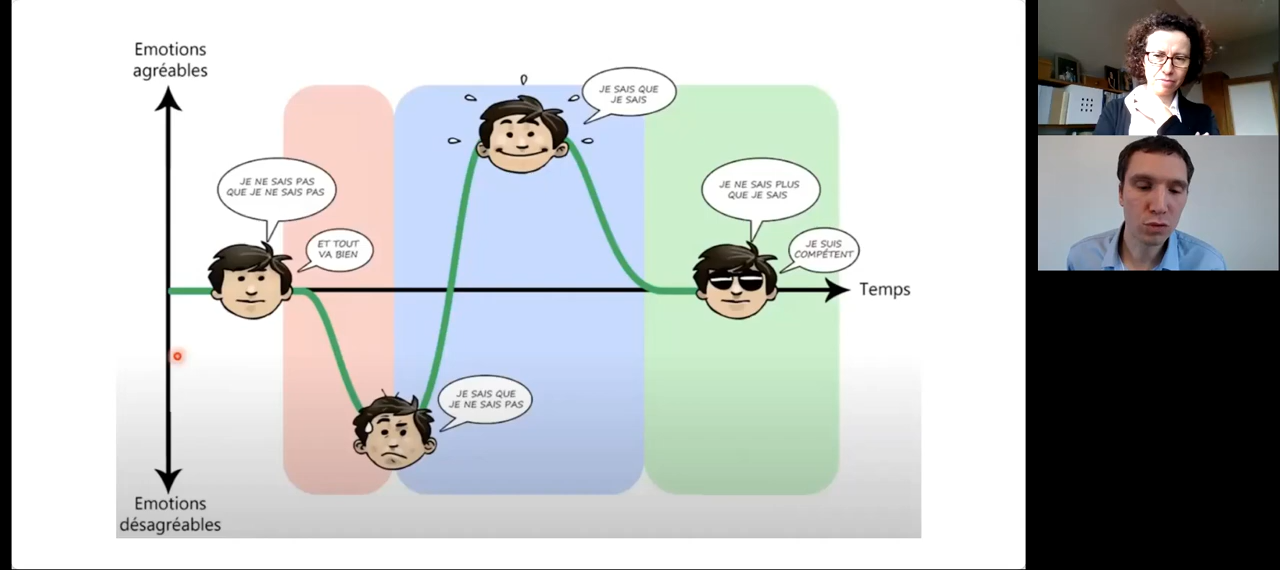 Emotions
agréables
JE NE SAIS PAS
QUE JE NE SAIS PAS
ET TOUT
VA BIEN
JE SAIS QUE
JE NE SAIS PAS
JE SAIS QUE
JE SAIS
JE NE SAIS PLUS
QUE JE SAIS
JE SUIS
COMPÉTENT
Temps
Emotions
désagréables